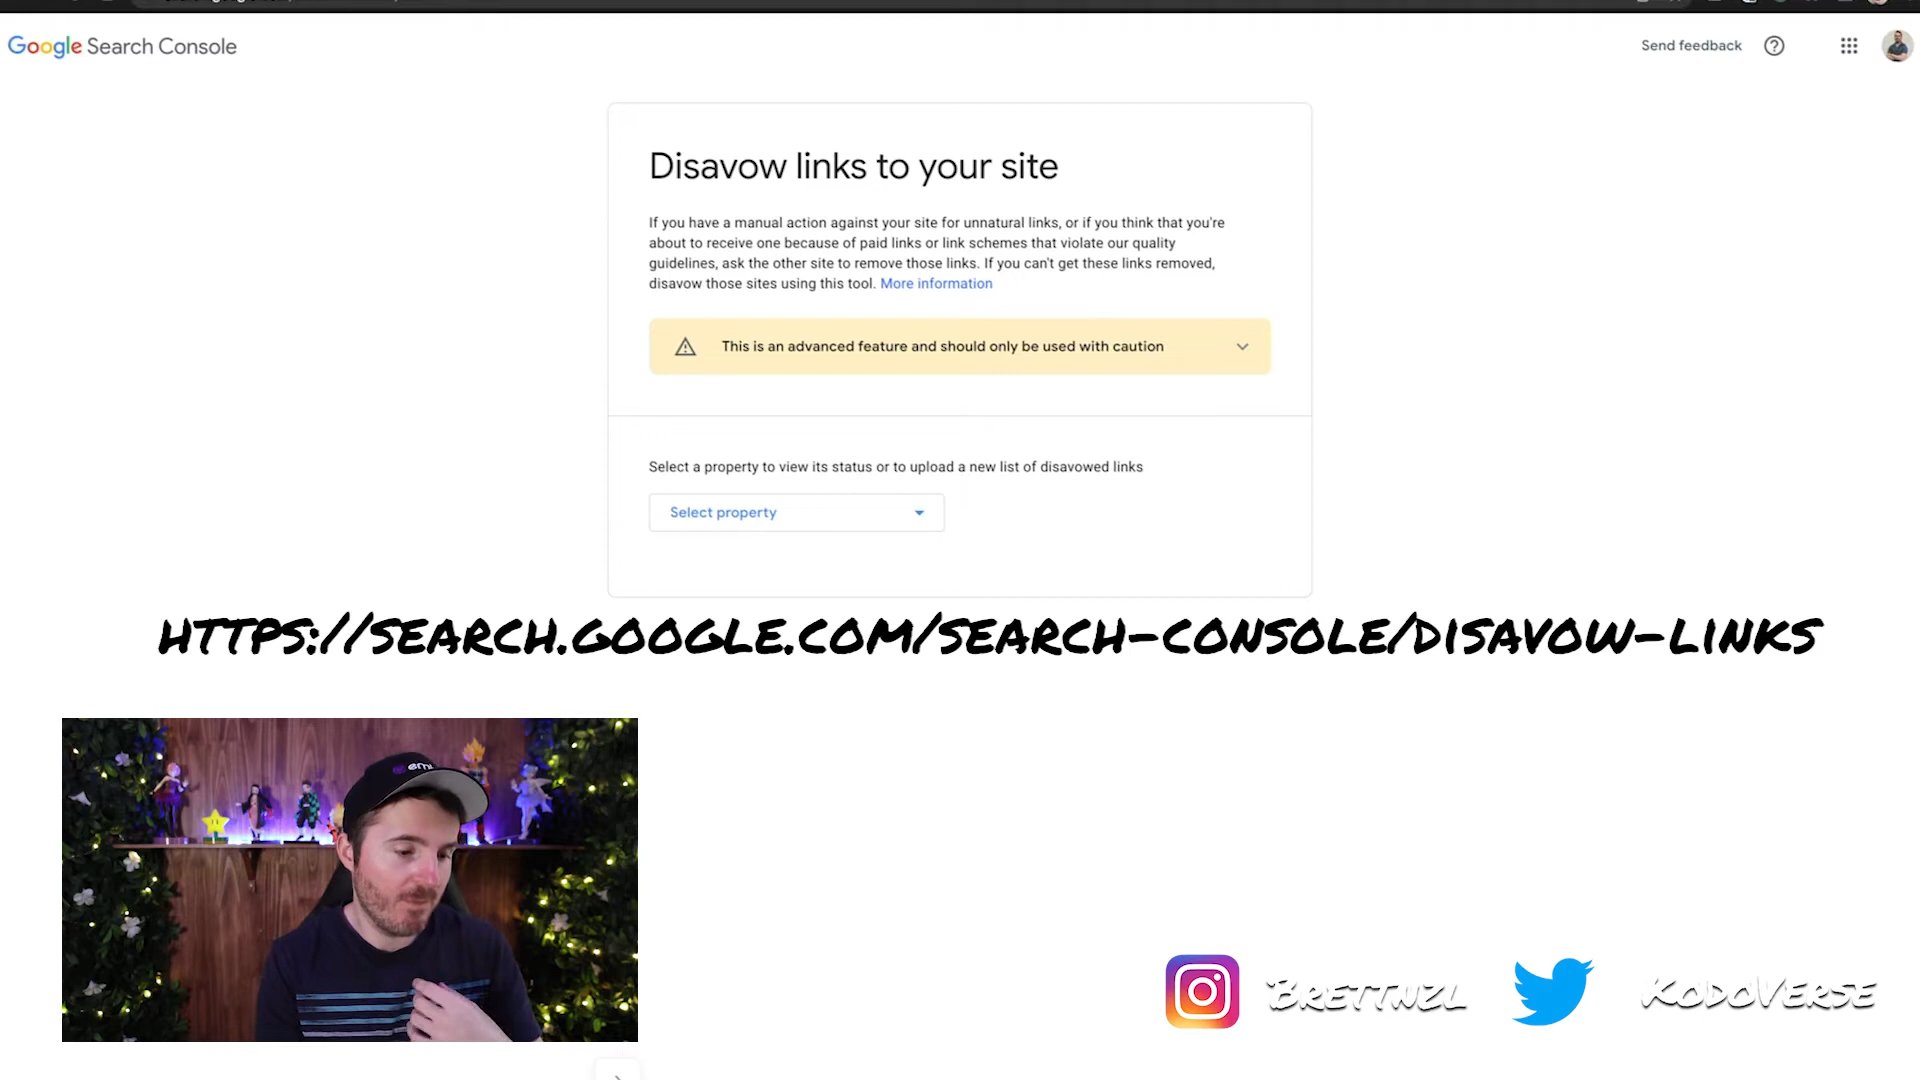 Google Search Console
Send feedback
Disavow links to your site
If you have a manual action against your site for unnatural links, or if you think that you're
about to receive one because of paid links or link schemes that violate our quality
guidelines, ask the other site to remove those links. If you can't get these links removed,
disavow those sites using this tool. More information
This is an advanced feature and should only be used with caution
Select a property to view its status or to upload a new list of disavowed links
Select property
HTTPS://SEARCH.GOOGLE.COM/SEARCH-CONSOLE/DISAVOW-LINKS
BRETTNZL
KODOVERSE